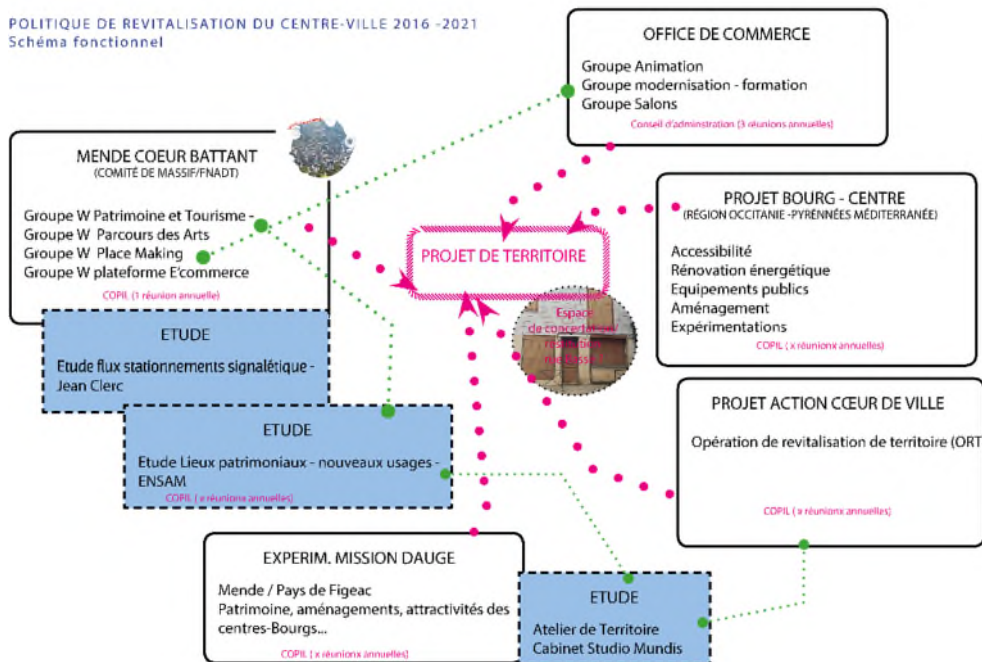 POLITIQUE DE REVITALISATION DU CENTRE-VILLE 2016 -2021
Schéma fonctionnel
OFFICE DE COMMERCE
Groupe Animation
Groupe modernisation - formation
Groupe Salons
Conseil d'adminstration (3 réunions annuelles)
MENDE COEUR BATTANT
(COMITÉ DE MASSIF/FNADT)
Groupe W Patrimoine et Tourisme -
Groupe W Parcours des Arts
Groupe W Place Making
Groupe W plateforme E'commerce
COPIL (1 réunion annuelle)
PROJET DE TERRITOIRE
PROJET BOURG - CENTRE
(RÉGION OCCITANIE -PYRÉNNÉES MÉDITERRANÉE)
Accessibilité
Rénovation énergétique
Equipements publics
Aménagement
Expérimentations
COPIL ( x réunionx annuelles)
Espace
de concertation/
rue Basse
ETUDE
Etude flux stationnements signalétique -
Jean Clerc
ETUDE
Etude Lieux patrimoniaux - nouveaux usages -
ENSAM
COPIL ( x réunionx annuelles)
PROJET ACTION CŒUR DE VILLE
Opération de revitalisation de territoire (ORT
COPIL ( x réunionx annuelles)
EXPERIM. MISSION DAUGE
Mende / Pays de Figeac
Patrimoine, aménagements, attractivités des
centres-Bourgs...
COPIL ( x réunionx annuelles)
ETUDE
Atelier de Territoire
Cabinet Studio Mundis